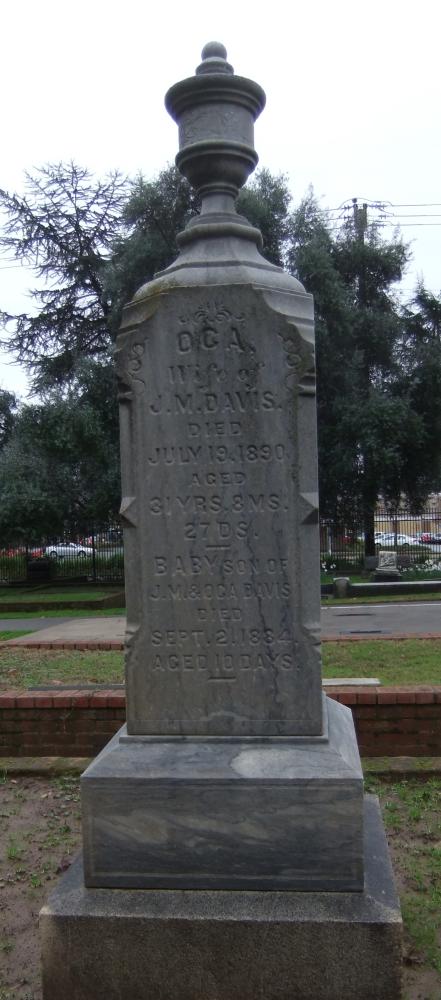 OCA,
Wife of
J.M. DAVIS.
DIED
JULY 19, 1890.
AGED
31 YRS. 8 MS.
27 DS.
BABY SON OF
J.M. & OCA DAVIS
DIED
SEPT. 21, 1884.
AGED 10 DAYS.